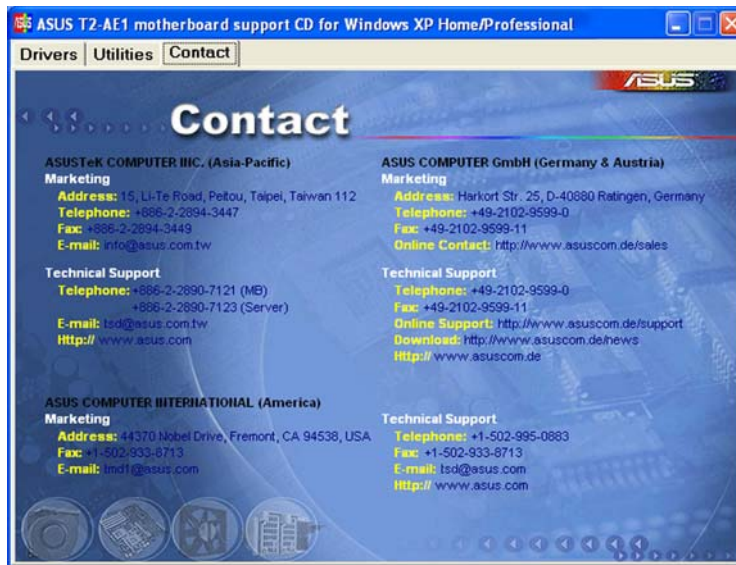 ASUS T2-AE1 motherboard support CD for Windows XP Home/Professional
Drivers Utilities Contact
ASUS
Contact
ASUSTeK COMPUTER INC. (Asia-Pacific)
Marketing
Address: 15, Li-Te Road, Peitou, Taipei, Taiwan 112
Telephone: +886-2-2894-3447
Fax: +886-2-2894-3449
E-mail: info@asus.com.tw
Technical Support
Telephone: +886-2-2890-7121 (MB)
+886-2-2890-7123 (Server)
E-mail: tsd@asus.com.tw
Http:// www.asus.com
ASUS COMPUTER GmbH (Germany & Austria)
Marketing
Address: Harkort Str. 25, D-40880 Ratingen, Germany
Telephone: +49-2102-9599-0
Fax: +49-2102-9599-11
Online Contact: http://www.asuscom.de/sales
Technical Support
Telephone: +49-2102-9599-0
Fax: +49-2102-9599-11
Online Support: http://www.asuscom.de/support
Download: http://www.asuscom.de/news
Http:// www.asuscom.de
ASUS COMPUTER INTERNATIONAL (America)
Marketing
Address: 44370 Nobel Drive, Fremont, CA 94538, USA
Fax: +1-502-933-8713
E-mail: tmd1@asus.com
Technical Support
Telephone: +1-502-995-0883
Fax: +1-502-933-8713
E-mail: tsd@asus.com
Http:// www.asus.com